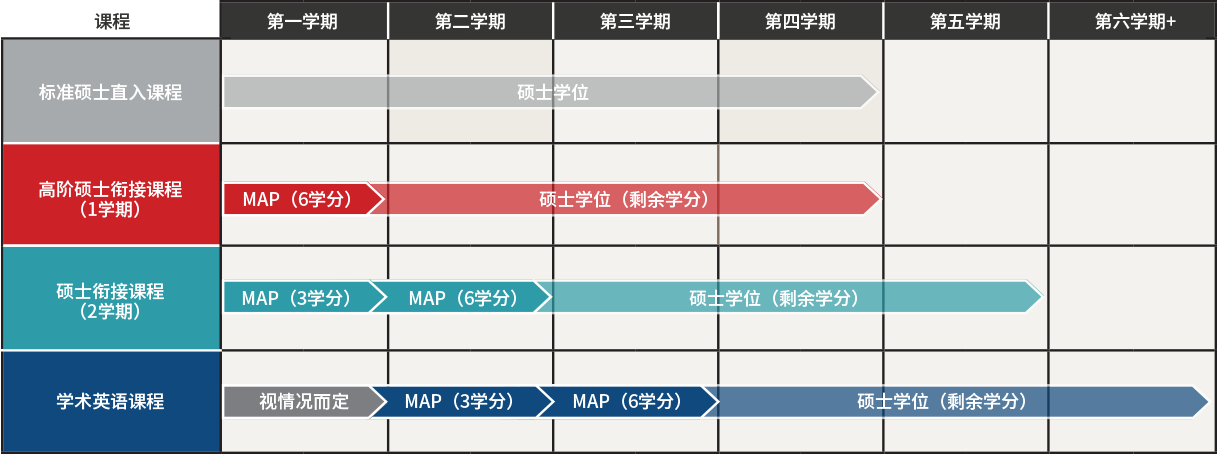 课程 第一学期 第二学期 第三学期 第四学期 第五学期 第六学期+
标准硕士直入课程 硕士学位
高阶硕士衔接课程
（1学期） MAP（6学分） 硕士学位（剩余学分）
硕士衔接课程
（2学期） MAP（3学分） MAP（6学分） 硕士学位（剩余学分）
学术英语课程 视情况而定 MAP（3学分） MAP（6学分） 硕士学位（剩余学分）